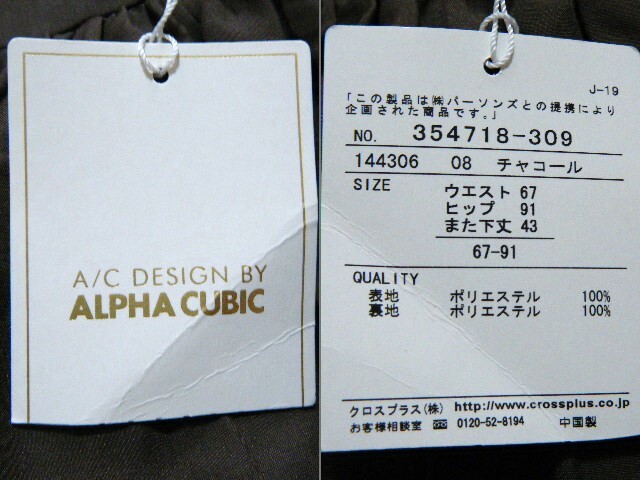 A/C DESIGN BY
ALPHA CUBIC
J-19
「この製品は㈱パーソンズとの提携により
企画された商品です。」
NO. 354718-309
144306 08 チャコール
SIZE ウエスト 67
ヒップ 91
また下丈 43
67-91
QUALITY
表地 ポリエステル 100%
裏地 ポリエステル 100%
クロスプラス(株) http://www.crossplus.co.jp
お客様相談室 ☎ 0120-52-8194 中国製